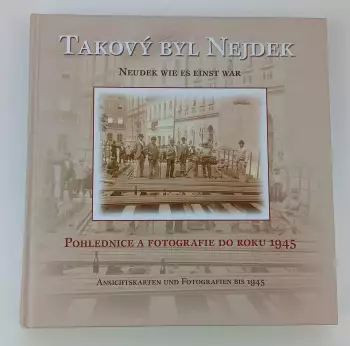 Takový byl Nejdek
Neudek wie es einst war
Pohlednice a fotografie do roku 1945
Ansichtskarten und Fotografien bis 1945